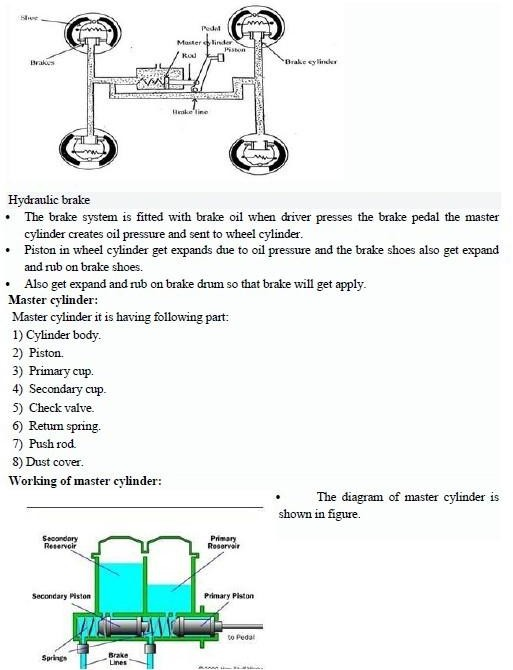 Shoe
Pedal
Master cylinder
Rod
Piston
Brakes
Brake cylinder
Brake line
Hydraulic brake
• The brake system is fitted with brake oil when driver presses the brake pedal the master
cylinder creates oil pressure and sent to wheel cylinder.
• Piston in wheel cylinder get expands due to oil pressure and the brake shoes also get expand
and rub on brake shoes.
• Also get expand and rub on brake drum so that brake will get apply.
Master cylinder:
Master cylinder it is having following part:
1) Cylinder body.
2) Piston.
3) Primary cup.
4) Secondary cup.
5) Check valve.
6) Return spring.
7) Push rod.
8) Dust cover.
Working of master cylinder:
• The diagram of master cylinder is
shown in figure.
Secondary
Reservoir
Primary
Reservoir
Secondary Piston
Primary Piston
to Pedal
Springs
Brake
Lines